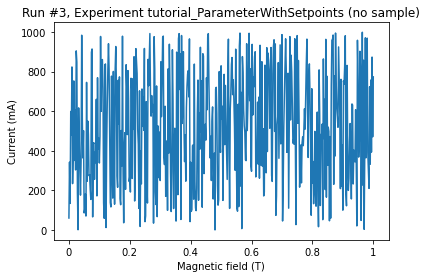 Run #3, Experiment tutorial_ParameterWithSetpoints (no sample)
1000
800
600
400
200
0
Current (mA)
0 0.2 0.4 0.6 0.8 1
Magnetic field (T)